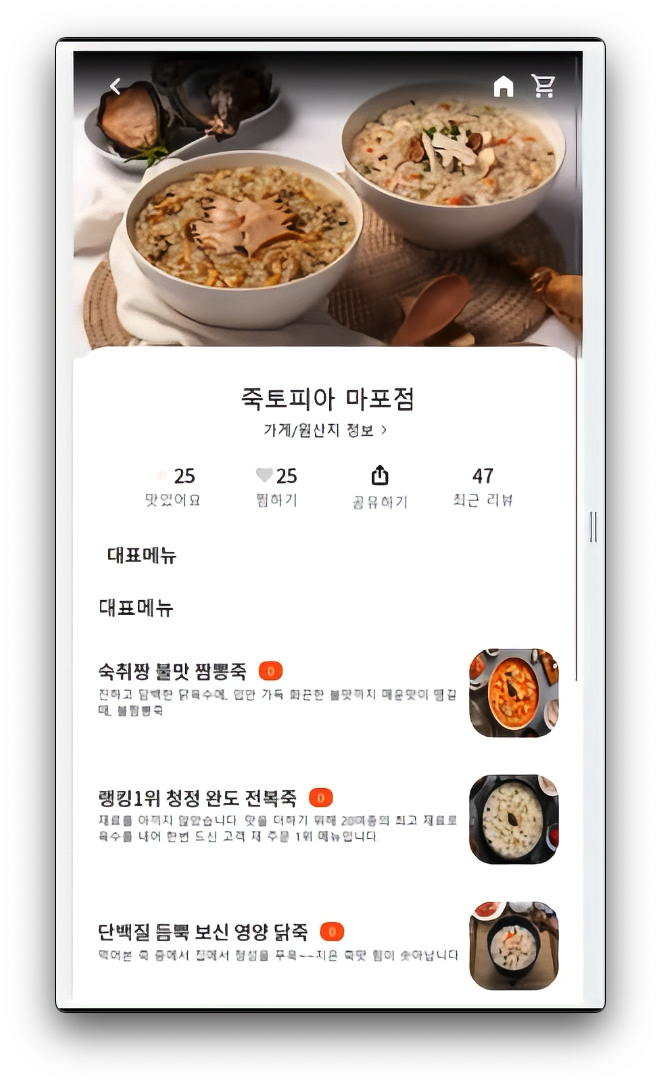 죽토피아 마포점
가게/원산지 정보 >
25
25
47
맛있어요
찜하기
공유하기
최근 리뷰
대표메뉴
대표메뉴
숙취짱 불맛 짬뽕죽 0
진하고 담백한 닭육수에, 입안 가득 화끈한 불맛까지 매운맛이 땡길
때, 불짬뽕죽
랭킹1위 청정 완도 전복죽 0
재료를 아끼지 않았습니다. 맛을 더하기 위해 20여종의 최고 재료로
육수를 내어 한번 드신 고객 재 주문 1위 메뉴입니다.
단백질 듬뿍 보신 영양 닭죽 0
먹어본 죽 중에서 집에서 정성을 푸욱~~지은 죽맛 힘이 솟아납니다